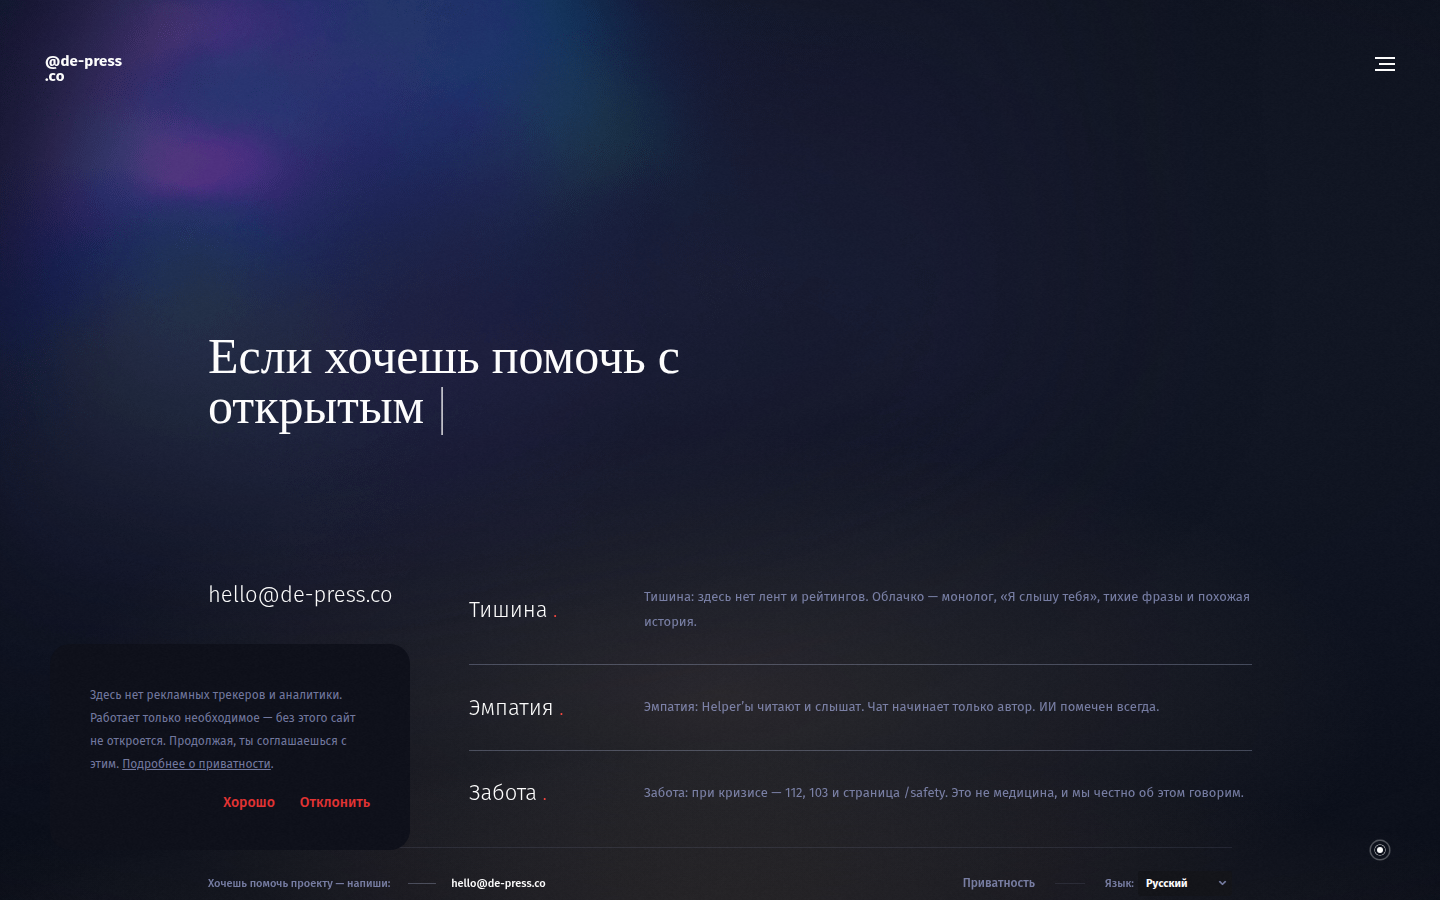 @de-press
.co
Если хочешь помочь с
открытым
hello@de-press.co
Тишина .
Тишина: здесь нет лент и рейтингов. Облачко — монолог, «Я слышу тебя», тихие фразы и похожая
история.
Эмпатия .
Эмпатия: Helper'ы читают и слышат. Чат начинает только автор. ИИ помечен всегда.
Забота .
Забота: при кризисе — 112, 103 и страница /safety. Это не медицина, и мы честно об этом говорим.
Здесь нет рекламных трекеров и аналитики.
Работает только необходимое — без этого сайт
не откроется. Продолжая, ты соглашаешься с
этим. Подробнее о приватности.
Хорошо Отклонить
Хочешь помочь проекту — напиши: hello@de-press.co
Приватность Язык: Русский